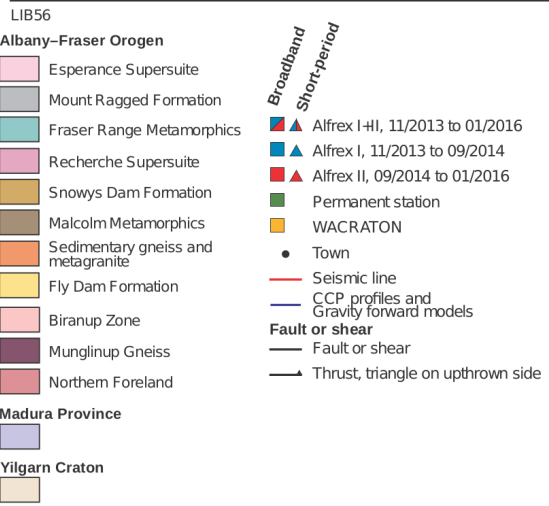 LIB56
Albany–Fraser Orogen
Esperance Supersuite
Mount Ragged Formation
Fraser Range Metamorphics
Recherche Supersuite
Snowys Dam Formation
Malcolm Metamorphics
Sedimentary gneiss and
metagranite
Fly Dam Formation
Biranup Zone
Munglinup Gneiss
Northern Foreland
Madura Province
Yilgarn Craton
Broadband
Short-period
Alfrex I+II, 11/2013 to 01/2016
Alfrex I, 11/2013 to 09/2014
Alfrex II, 09/2014 to 01/2016
Permanent station
WACRATON
Town
Seismic line
CCP profiles and
Gravity forward models
Fault or shear
Fault or shear
Thrust, triangle on upthrown side